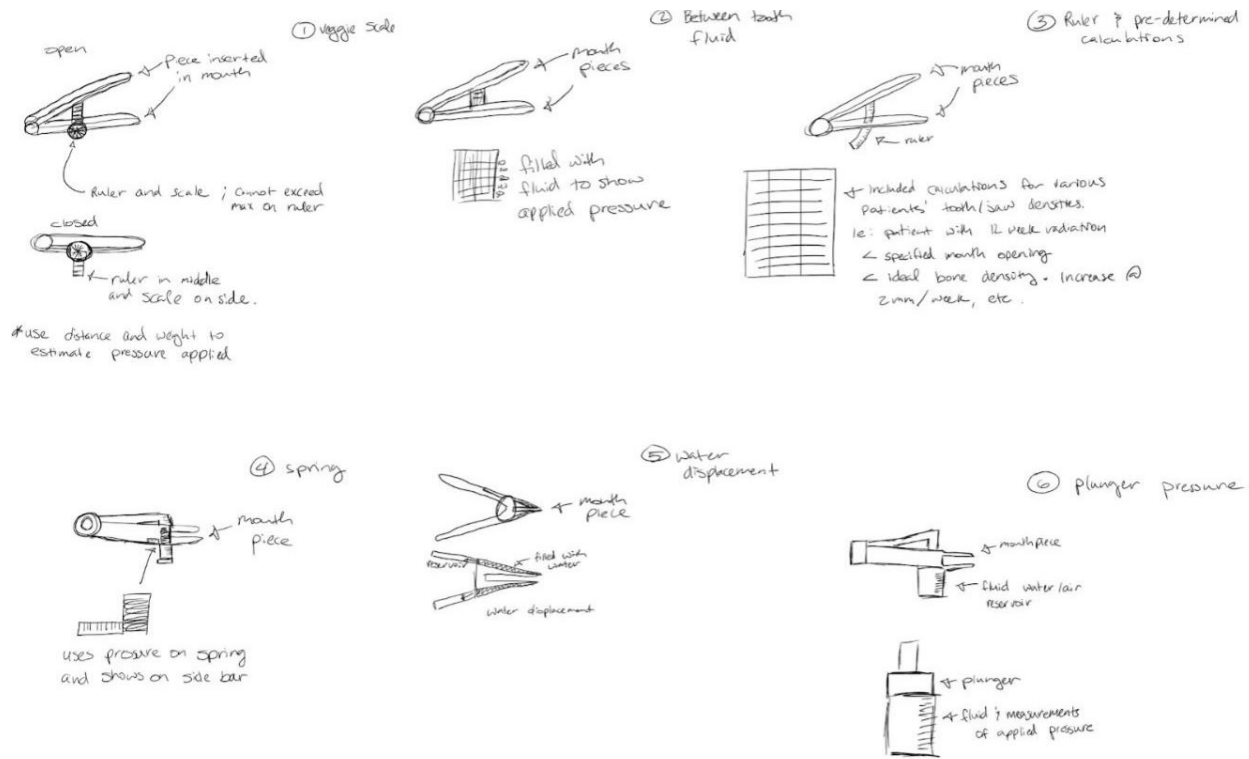 ① veggie scale
open
piece inserted
in mouth
Ruler and scale ; cannot exceed
max on ruler
closed
ruler in middle
and scale on side.
*use distance and weight to
estimate pressure applied
② Between tooth
fluid
mouth
pieces
filled with
fluid to show
applied pressure
③ Ruler & pre-determined
calculations
mouth
pieces
ruler
included calculations for various
patients' tooth/jaw densities.
ie: patient with 12 week radiation
< specified mouth opening
< ideal bone density. Increase @
2mm/week, etc.
④ spring
mouth
piece
uses pressure on spring
and shows on side bar
⑤ water
displacement
mouth
piece
reservoir
filled with
water
water displacement
⑥ plunger pressure
mouthpiece
fluid water/air
reservoir
plunger
fluid & measurements
of applied pressure